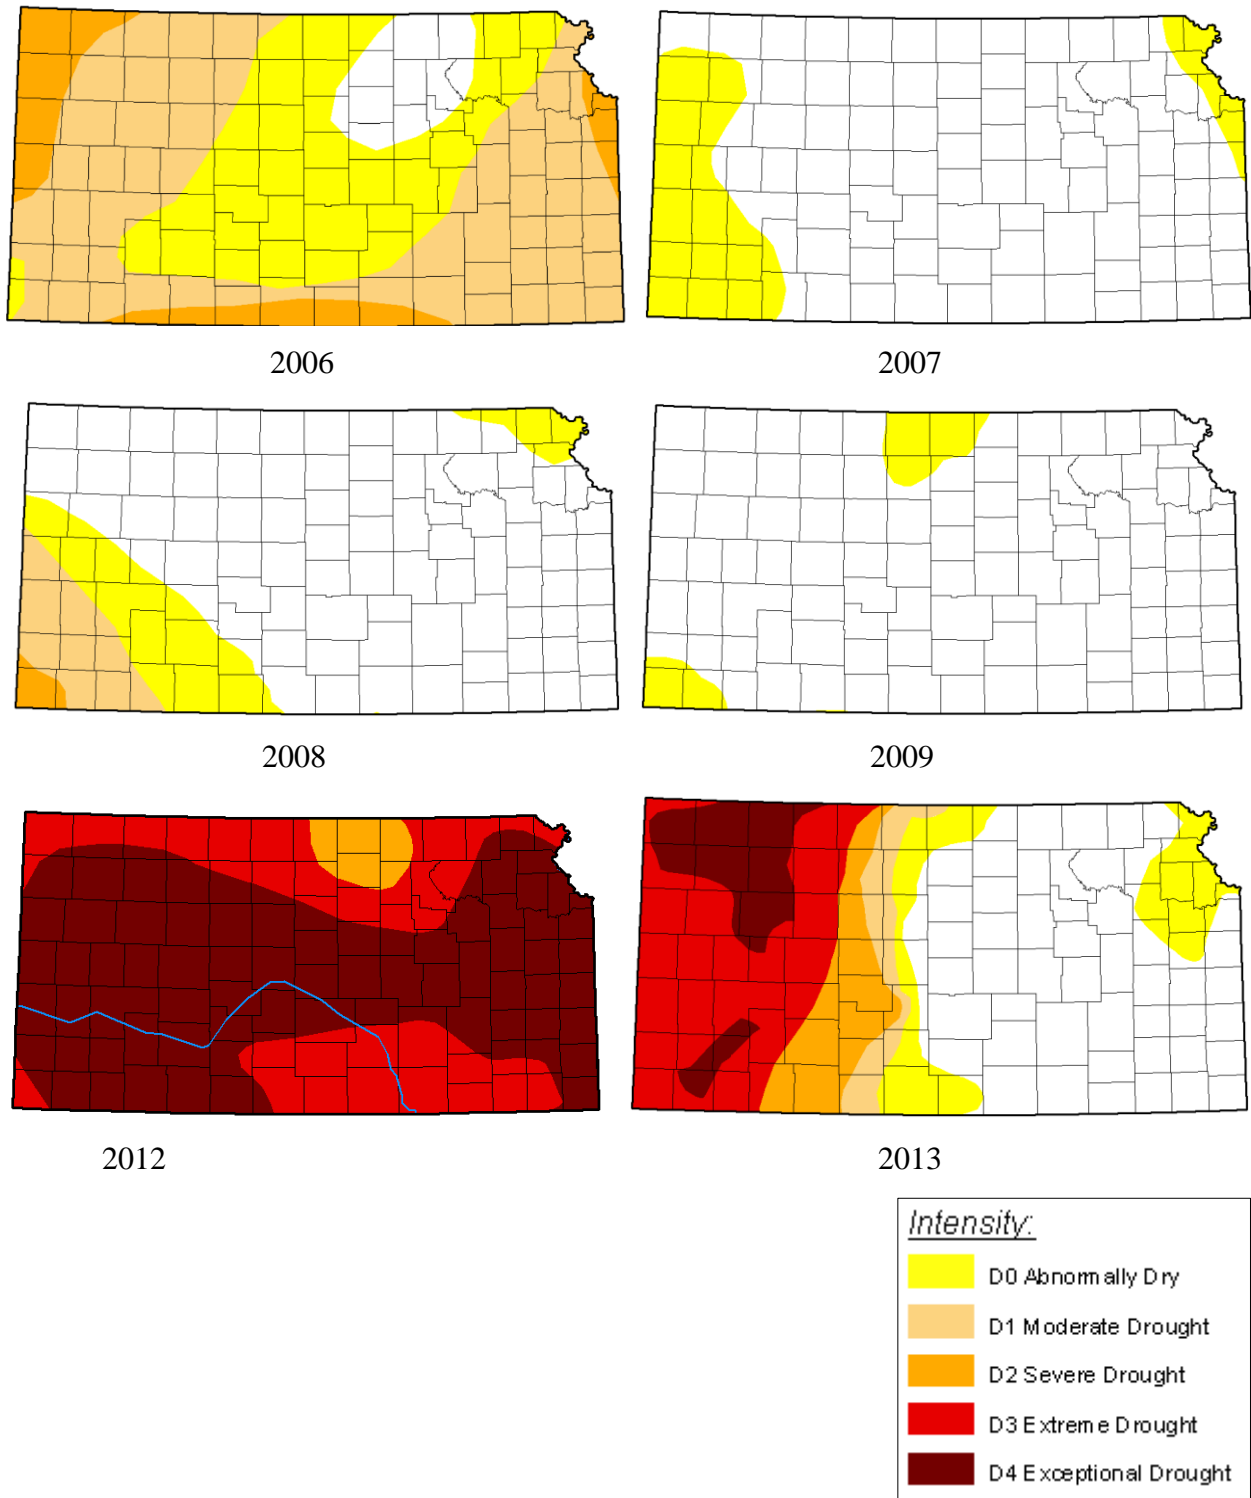 2006
2007
2008
2009
2012
2013
Intensity:
D0 Abnormally Dry
D1 Moderate Drought
D2 Severe Drought
D3 Extreme Drought
D4 Exceptional Drought